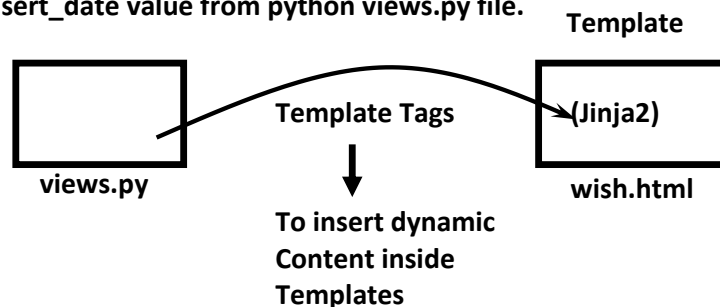 sert_date value from python views.py file.
Template
Template Tags
(Jinja2)
views.py
wish.html
To insert dynamic
Content inside
Templates